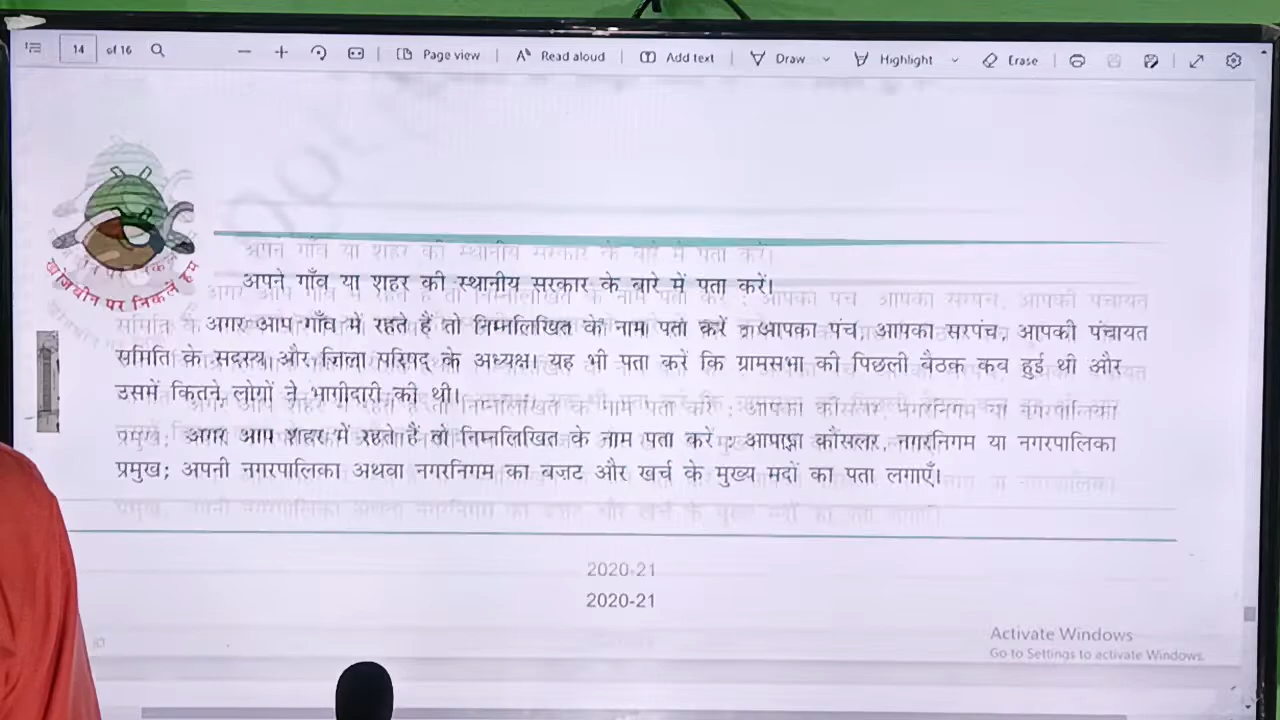 14 of 16 Page view Read aloud Add text Draw Highlight Erase
खोजबीन पर निकलें हम
अपने गाँव या शहर की स्थानीय सरकार के बारे में पता करें।
अगर आप गाँव में रहते हैं तो निम्नलिखित के नाम पता करें : आपका पंच, आपका सरपंच, आपकी पंचायत
समिति के सदस्य और ज़िला परिषद् के अध्यक्ष। यह भी पता करें कि ग्रामसभा की पिछली बैठक कब हुई थी और
उसमें कितने लोगों ने भागीदारी की थी।
अगर आप शहर में रहते हैं तो निम्नलिखित के नाम पता करें : आपका कौंसलर, नगरनिगम या नगरपालिका
प्रमुख; अपनी नगरपालिका अथवा नगरनिगम का बजट और खर्च के मुख्य मदों का पता लगाएँ।
2020-21
2020-21
Activate Windows
Go to Settings to activate Windows.